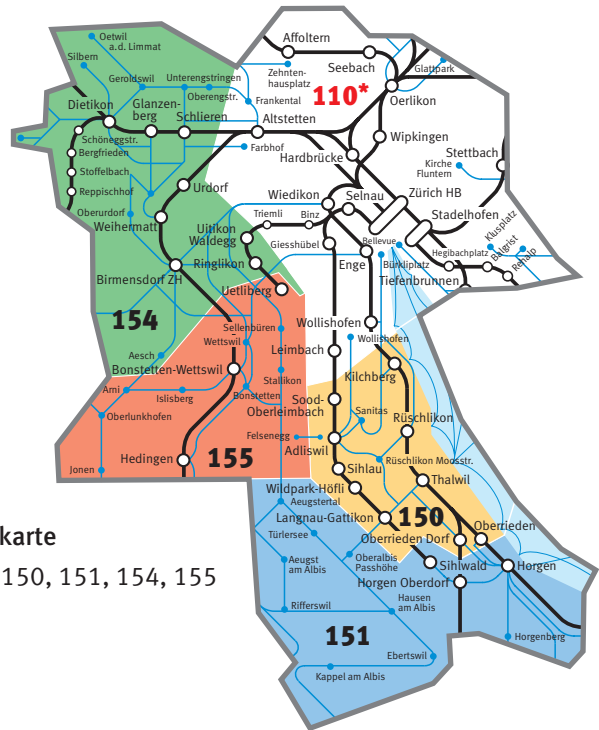 Affoltern
Seebach
Oetwil
a.d. Limmat
Silbern
Geroldswil
Unterengstringen
Oberengstr.
Zehnten-
hausplatz
Glattpark
Frankental
110*
Oerlikon
Dietikon
Glanzen-
berg
Schlieren
Altstetten
Wipkingen
Schöneggstr.
Bergfrieden
Stoffelbach
Reppischhof
Farbhof
Hardbrücke
Stettbach
Kirche
Fluntern
Urdorf
Wiedikon
Selnau
Zürich HB
Stadelhofen
Oberurdorf
Weihermatt
Triemli
Binz
Uitikon
Waldegg
Giesshübel
Bellevue
Klusplatz
Balgrist
Rehalp
Hegibachplatz
Enge
Bürkliplatz
Tiefenbrunnen
Ringlikon
Birmensdorf ZH
Uetliberg
154
Sellenbüren
Wettswil
Wollishofen
Wollishofen
Leimbach
Aesch
Bonstetten-Wettswil
Stallikon
Kilchberg
Arni
Islisberg
Bonstetten
Sood-
Oberleimbach
Sanitas
Oberlunkhofen
Rüschlikon
Felsenegg
Adliswil
Hedingen
155
Jonen
Sihlau
Rüschlikon Moosstr.
Thalwil
Wildpark-Höfli
Aeugstertal
Langnau-Gattikon
150
Türlersee
Oberrieden Dorf
Oberrieden
karte
150, 151, 154, 155
Aeugst
am Albis
Oberalbis
Passhöhe
Sihlwald
Horgen
Horgen Oberdorf
Hausen
am Albis
Rifferswil
151
Horgenberg
Ebertswil
Kappel am Albis